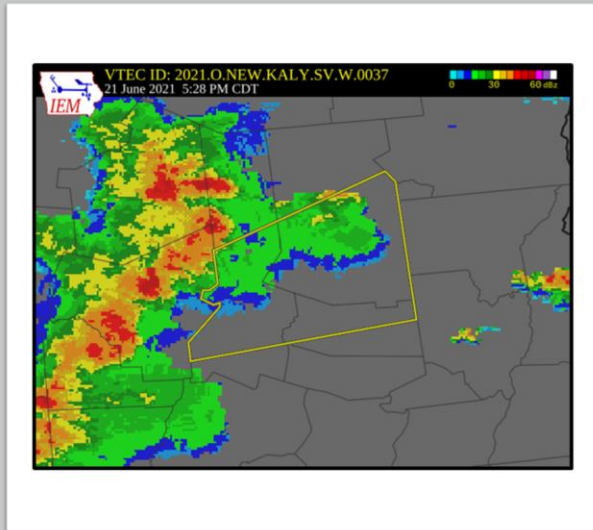 VTEC ID: 2021.O.NEW.KALY.SV.W.0037
21 June 2021 5:28 PM CDT
IEM
0 30 60 dBz